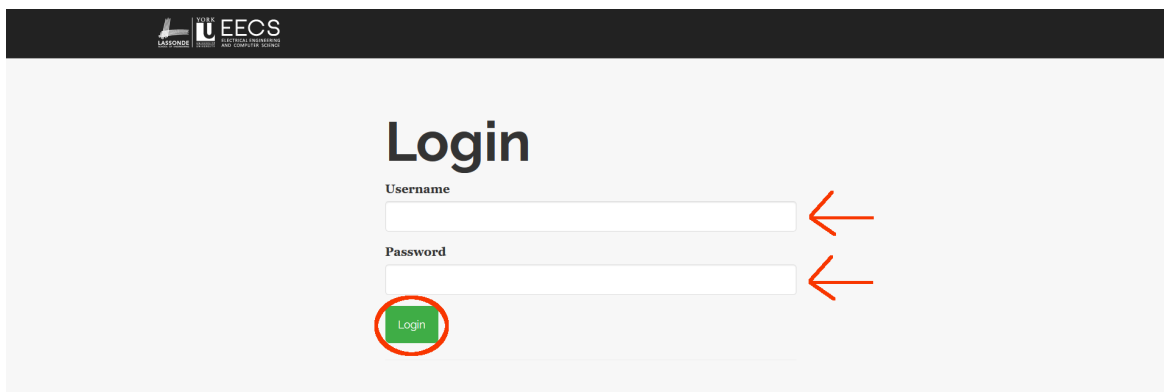 LASSONDE
YORK
U
EECS
ELECTRICAL ENGINEERING
AND COMPUTER SCIENCE
Login
Username
Password
Login